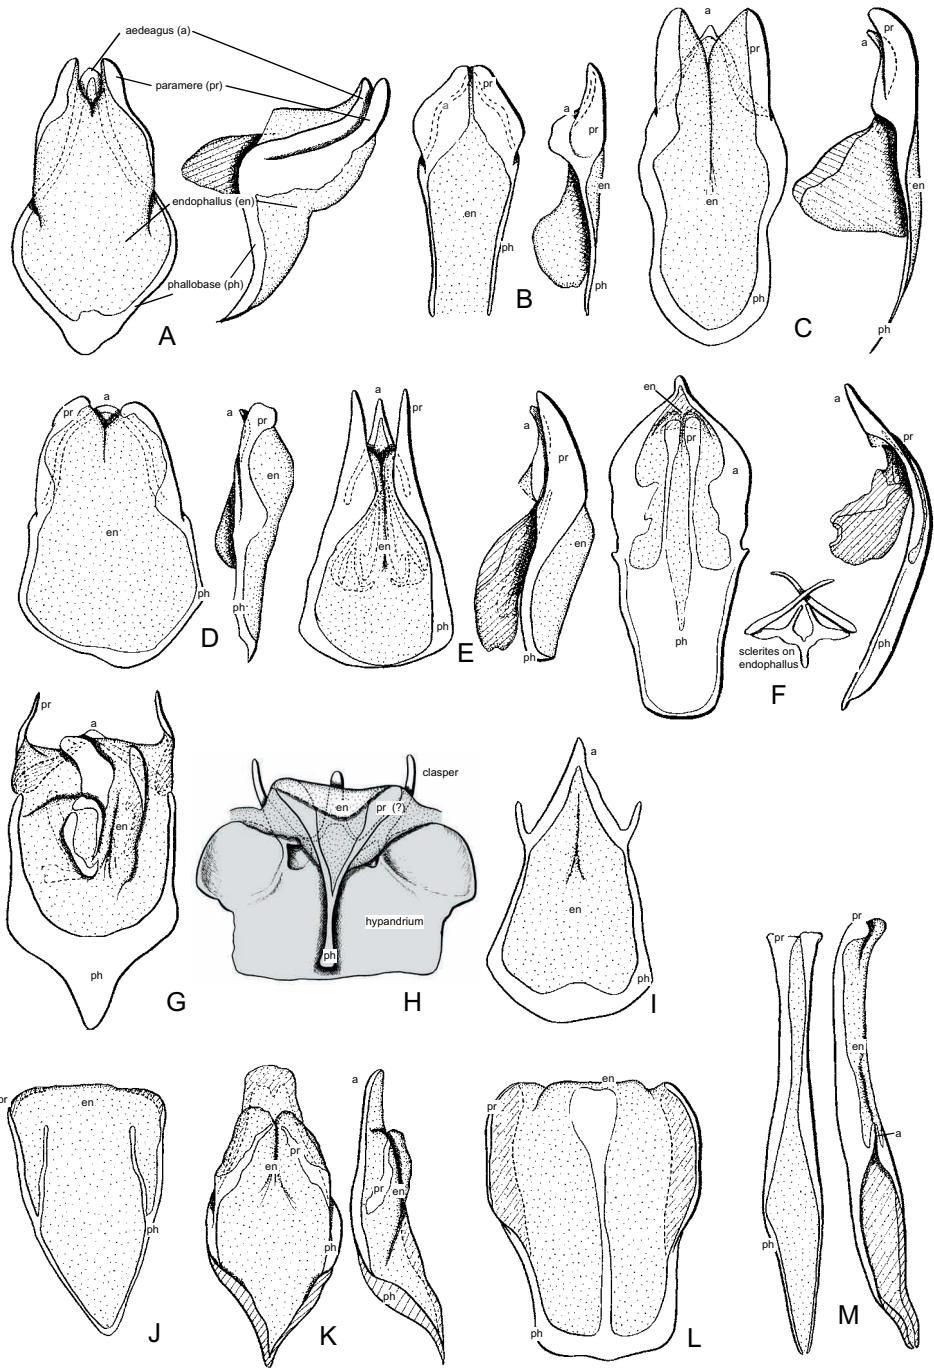 aedeagus (a)
paramere (pr)
endophallus (en)
phallobase (ph)
A
pr
a
a
pr
en
en
ph
ph
B
a
pr
en
ph
C
a
pr
en
ph
pr
a
en
ph
D
a
pr
en
ph
a
pr
en
ph
E
a
pr
en
ph
en
pr
a
ph
a
pr
ph
sclerites on
endophallus
F
pr
a
en
ph
G
clasper
en
pr (?)
hypandrium
ph
H
a
en
ph
I
pr
en
ph
J
a
pr
en
ph
pr
en
ph
K
en
pr
ph
L
pr
pr
en
a
ph
M